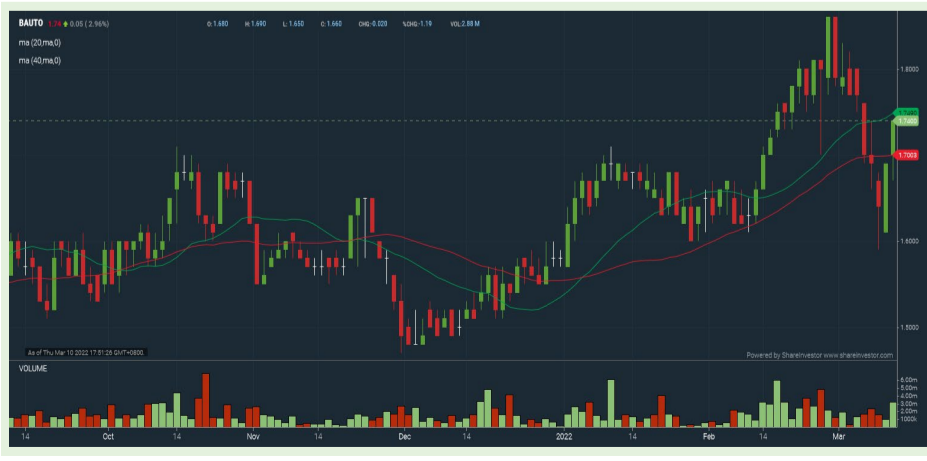 BAUTO 1.74 0.05 ( 2.96%) O: 1.680 H: 1.690 L: 1.650 C: 1.660 CHG:-0.020 %CHG:-1.19 VOL:2.88 M
ma (20,ma,0)
ma (40,ma,0)
1.8000
1.7400
1.7003
1.6000
1.5000
As of Thu Mar 10 2022 17:51:26 GMT+0800
Powered by ShareInvestor www.shareinvestor.com
VOLUME
5.00m
4.00m
3.00m
2.00m
1000k
14 Oct 14 Nov 14 Dec 14 2022 14 Feb 14 Mar